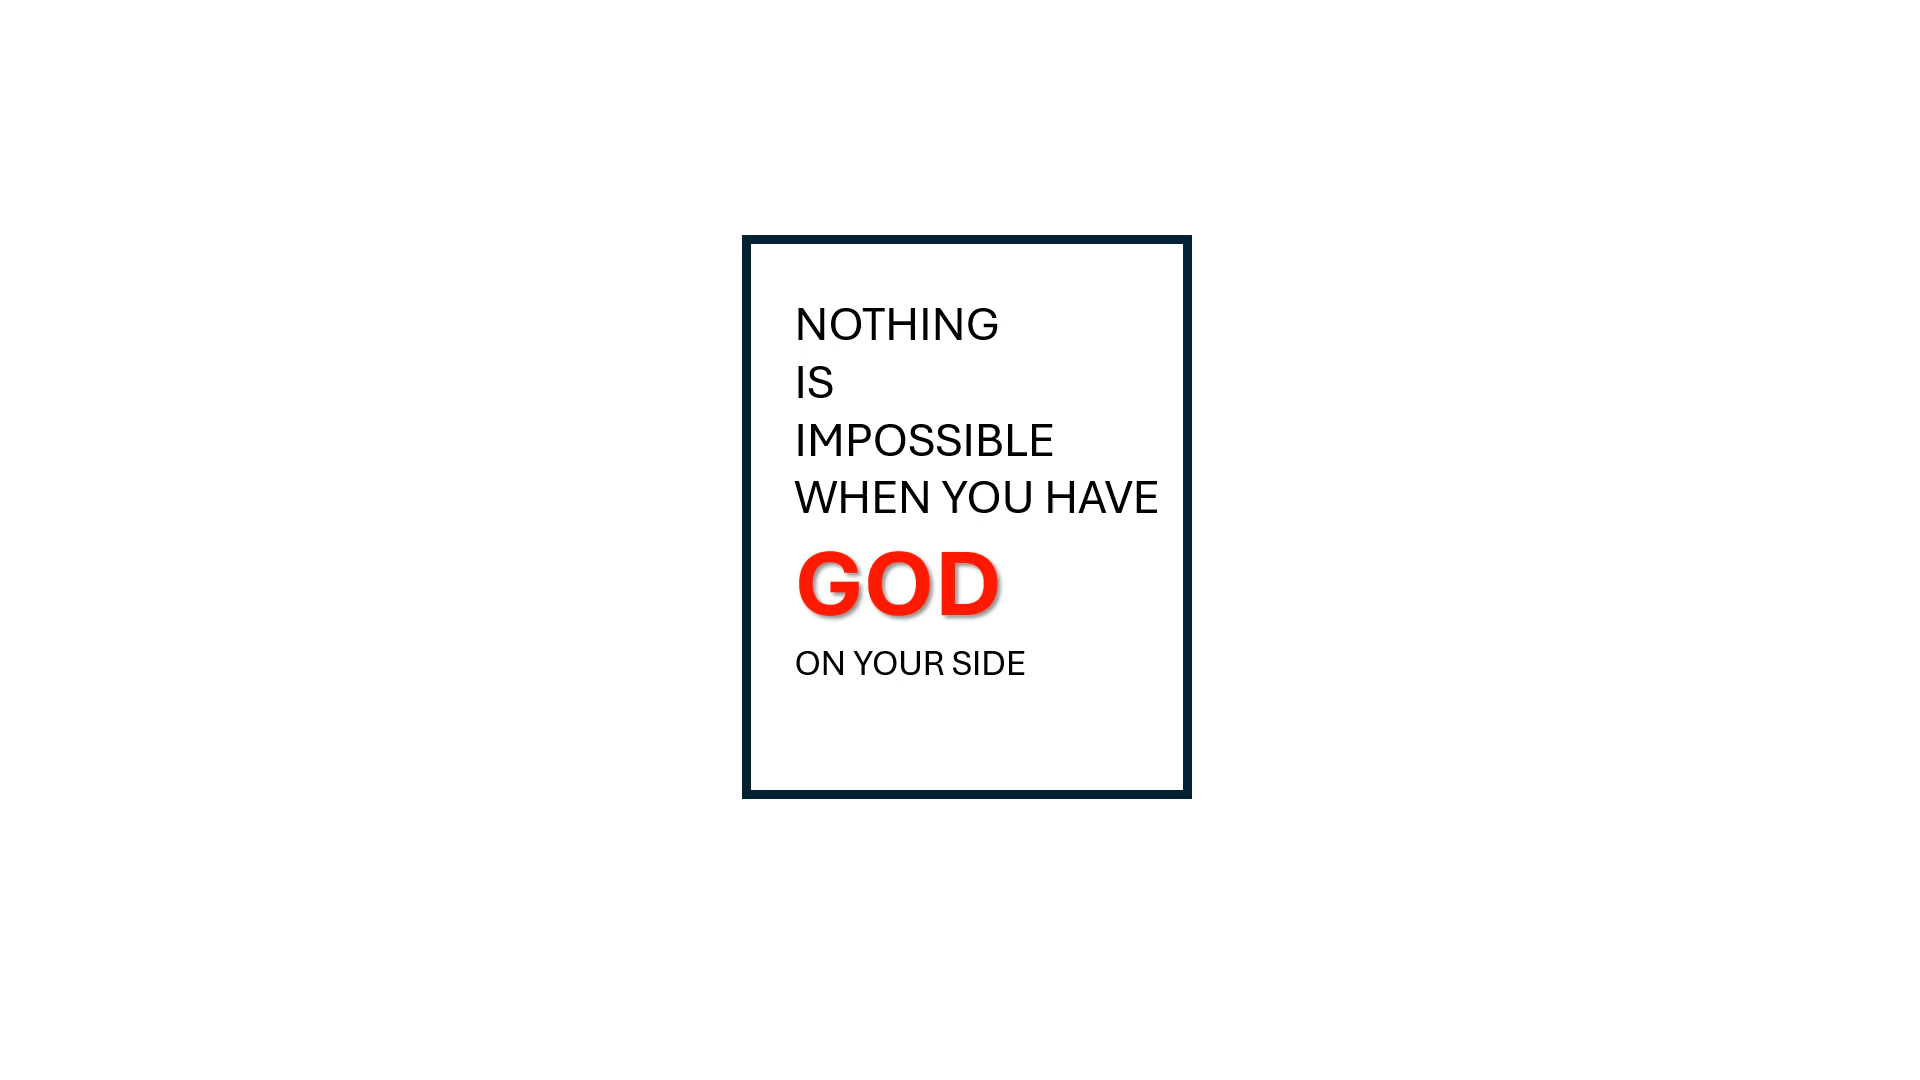 NOTHING
IS
IMPOSSIBLE
WHEN YOU HAVE
GOD
ON YOUR SIDE